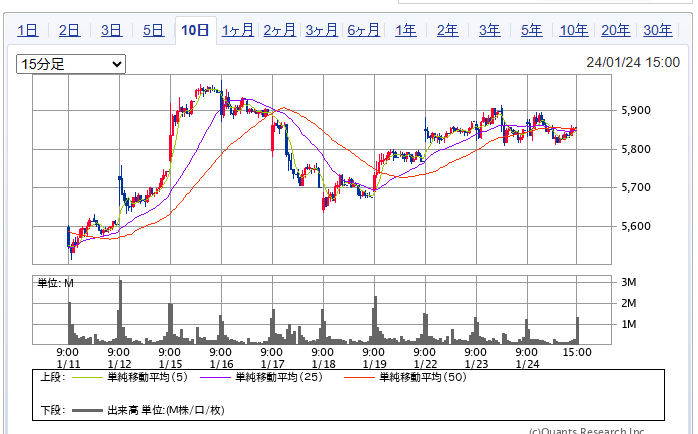 1日 2日 3日 5日 10日 1ヶ月 2ヶ月 3ヶ月 6ヶ月 1年 2年 3年 5年 10年 20年 30年
15分足 24/01/24 15:00
5,900
5,800
5,700
5,600
単位: M
3M
2M
1M
9:00 9:00 9:00 9:00 9:00 9:00 9:00 9:00 9:00 9:00 15:00
1/11 1/12 1/15 1/16 1/17 1/18 1/19 1/22 1/23 1/24
上段: 単純移動平均(5) 単純移動平均(25) 単純移動平均(50)
下段: 出来高 単位:(M株/口/枚)
(c)Quants Research Inc.